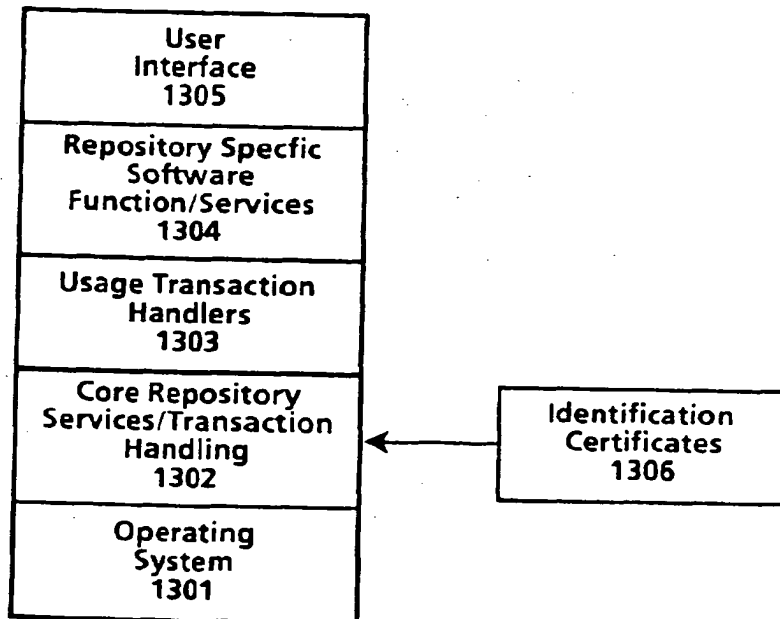 User
Interface
1305
Repository Specfic
Software
Function/Services
1304
Usage Transaction
Handlers
1303
Core Repository
Services/Transaction
Handling
1302
Operating
System
1301
Identification
Certificates
1306